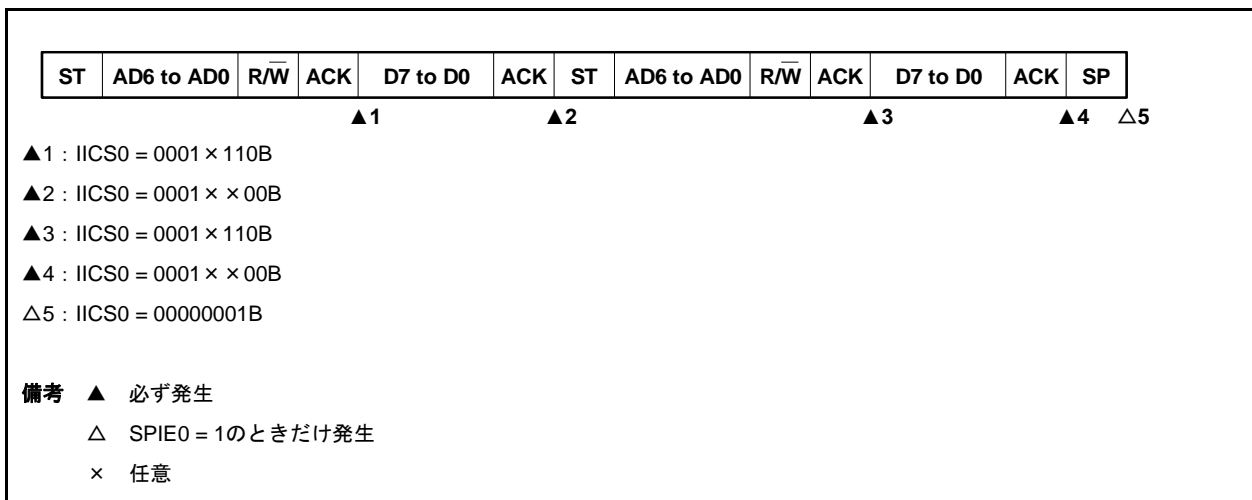 ST AD6 to AD0 R/W̅ ACK D7 to D0 ACK ST AD6 to AD0 R/W̅ ACK D7 to D0 ACK SP
▲1 ▲2 ▲3 ▲4 △5
▲1：IICS0 = 0001×110B
▲2：IICS0 = 0001××00B
▲3：IICS0 = 0001×110B
▲4：IICS0 = 0001××00B
△5：IICS0 = 00000001B
備考 ▲ 必ず発生
△ SPIE0 = 1のときだけ発生
× 任意